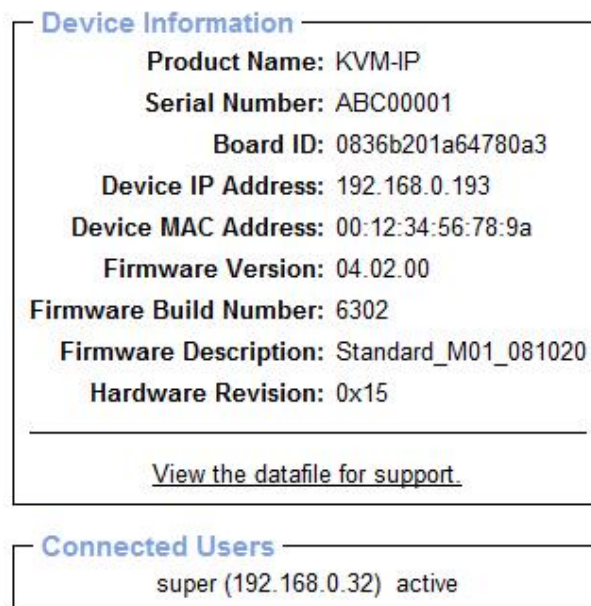 Device Information
Product Name: KVM-IP
Serial Number: ABC00001
Board ID: 0836b201a64780a3
Device IP Address: 192.168.0.193
Device MAC Address: 00:12:34:56:78:9a
Firmware Version: 04.02.00
Firmware Build Number: 6302
Firmware Description: Standard_M01_081020
Hardware Revision: 0x15
View the datafile for support.
Connected Users
super (192.168.0.32) active